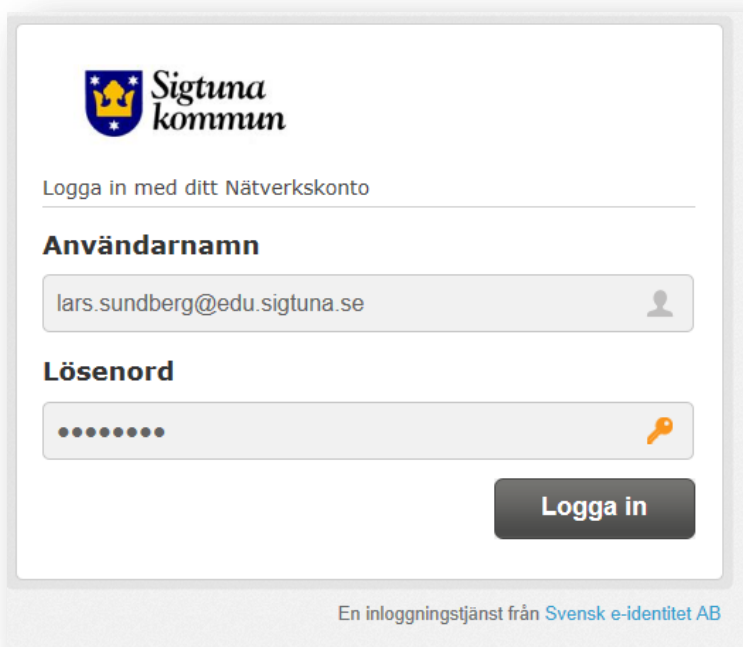 Sigtuna
kommun
Logga in med ditt Nätverkskonto
Användarnamn
lars.sundberg@edu.sigtuna.se
Lösenord
••••••••
Logga in
En inloggningstjänst från Svensk e-identitet AB